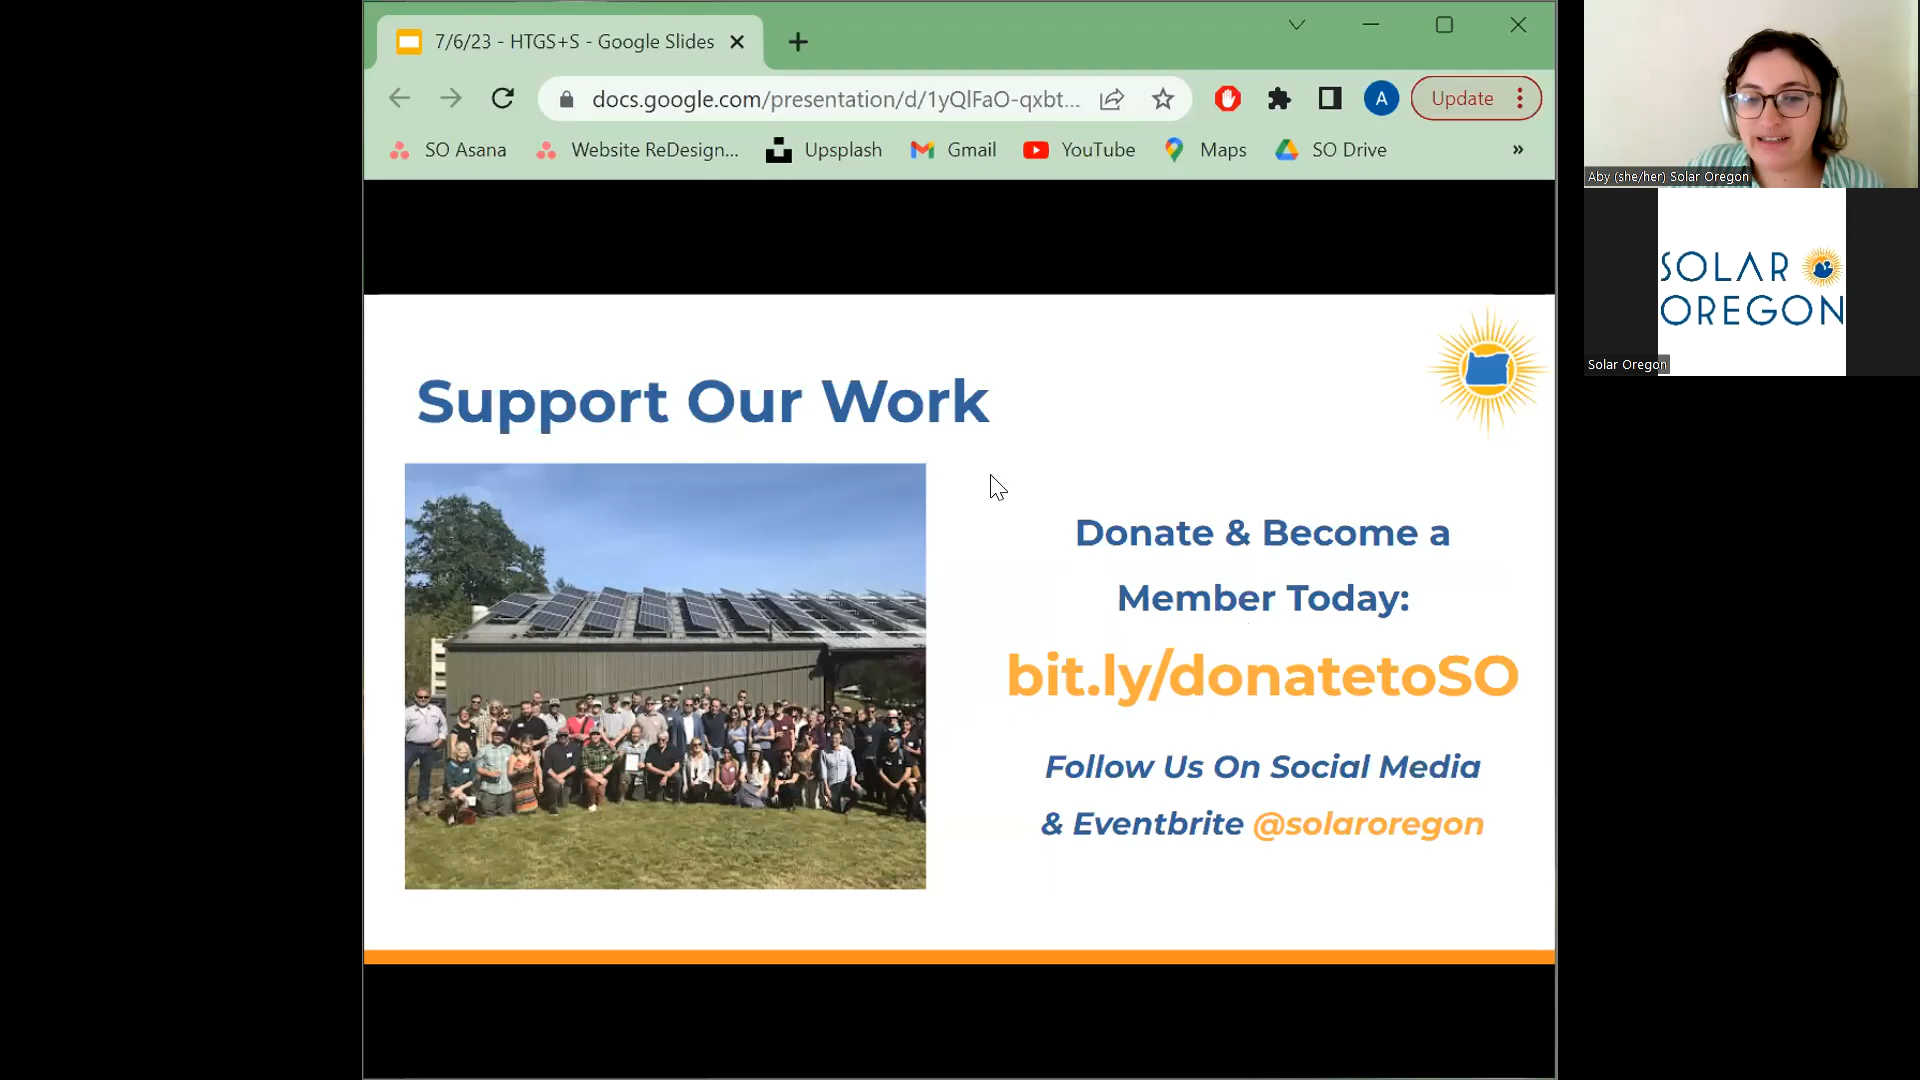 7/6/23 - HTGS+S - Google Slides
docs.google.com/presentation/d/1yQlFaO-qxbt...
A
Update
SO Asana
Website ReDesign...
Upsplash
Gmail
YouTube
Maps
SO Drive
»
Support Our Work
Donate & Become a
Member Today:
bit.ly/donatetoSO
Follow Us On Social Media
& Eventbrite @solaroregon
Aby (she/her) Solar Oregon
SOLAR
OREGON
Solar Oregon